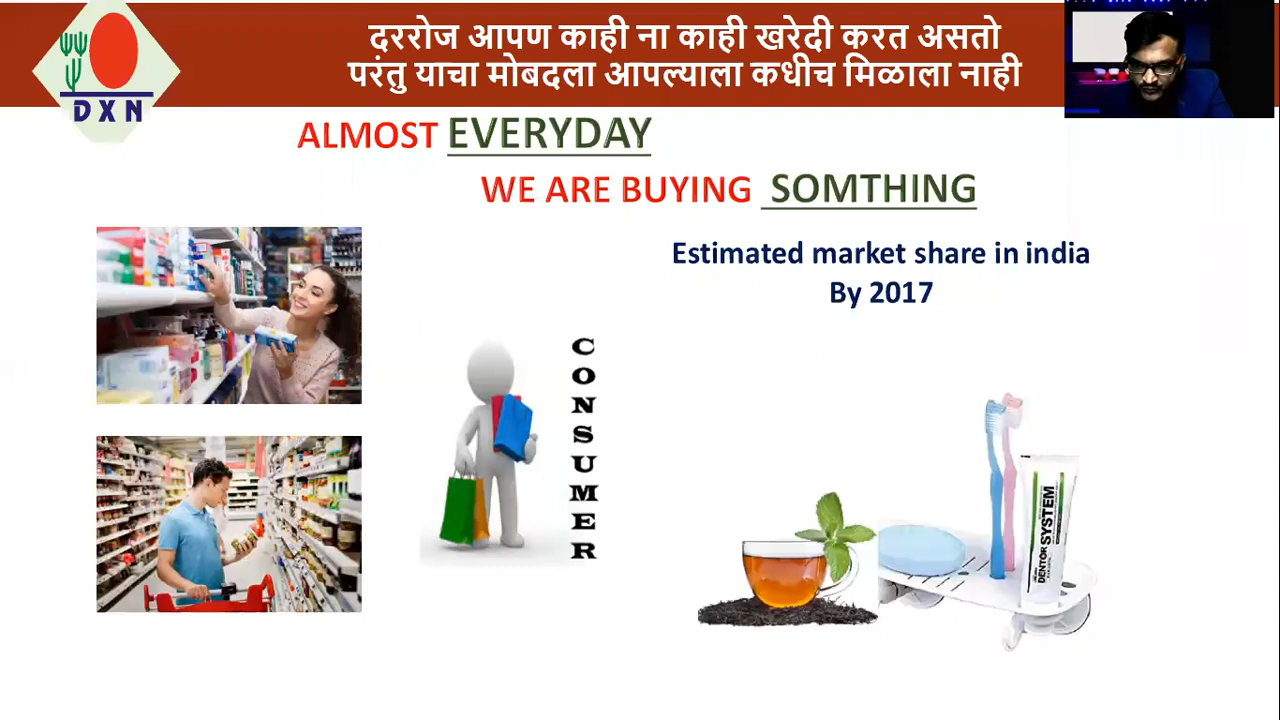 दररोज आपण काही ना काही खरेदी करत असतो
परंतु याचा मोबदला आपल्याला कधीच मिळाला नाही
DXN
ALMOST EVERYDAY
WE ARE BUYING SOMTHING
Estimated market share in india
By 2017
CONSUMER
DENTOR SYSTEM